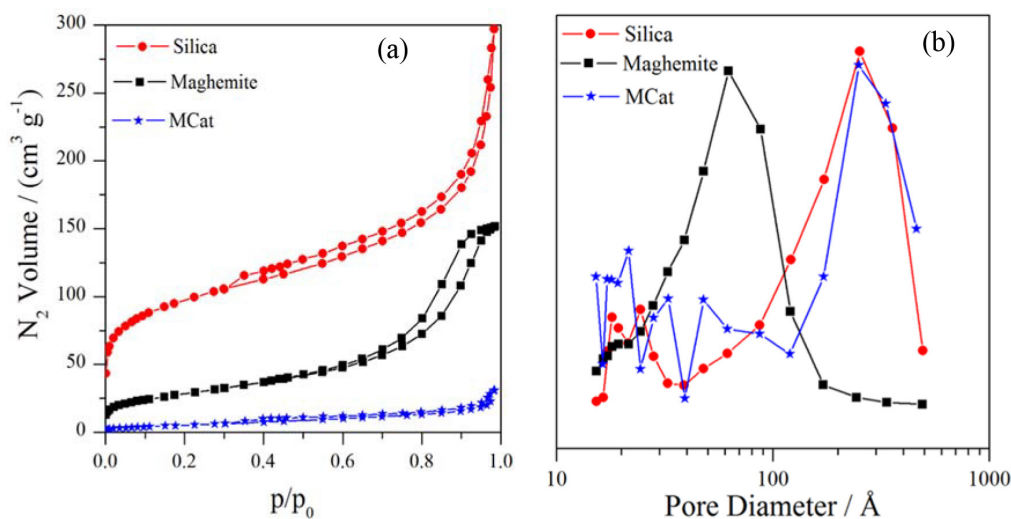 (a)
Silica
Maghemite
MCat
N₂ Volume / (cm³ g⁻¹)
300
250
200
150
100
50
0
0.0 0.2 0.4 0.6 0.8 1.0
p/p₀
(b)
Silica
Maghemite
MCat
10 100 1000
Pore Diameter / Å